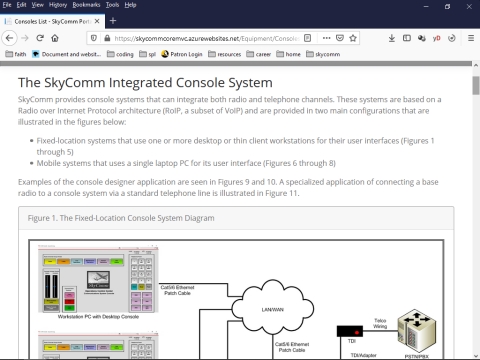 File Edit View History Bookmarks Tools Help
Consoles List - SkyComm Port
https://skycommcoremvc.azurewebsites.net/Equipment/Console
faith Document and websit... coding spl Patron Login resources career home skycomm
The SkyComm Integrated Console System
SkyComm provides console systems that can integrate both radio and telephone channels. These systems are based on a
Radio over Internet Protocol architecture (RoIP, a subset of VoIP) and are provided in two main configurations that are
illustrated in the figures below:
Fixed-location systems that use one or more desktop or thin client workstations for their user interfaces (Figures 1
through 5)
Mobile systems that uses a single laptop PC for its user interface (Figures 6 through 8)
Examples of the console designer application are seen in Figures 9 and 10. A specialized application of connecting a base
radio to a console system via a standard telephone line is illustrated in Figure 11.
Figure 1. The Fixed-Location Console System Diagram
Cat5/6 Ethernet
Patch Cable
Workstation PC with Desktop Console
LAN/WAN
Telco
Wiring
TDI
Cat5/6 Ethernet
Patch Cable
TDI/Adapter
PSTN/PBX